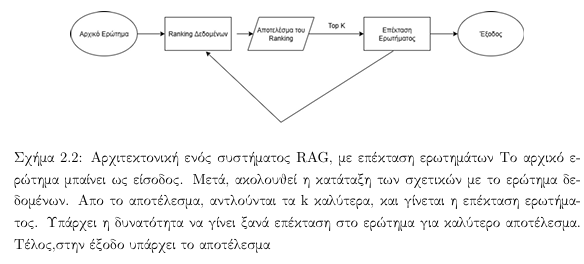 Αρχικό Ερώτημα
Ranking Δεδομένων
Αποτελέσμα του
Ranking
Top K
Επέκταση
Ερωτήματος
Έξοδος
Σχήμα 2.2: Αρχιτεκτονική ενός συστήματος RAG, με επέκταση ερωτημάτων Το αρχικό ε-
ρώτημα μπαίνει ως είσοδος. Μετά, ακολουθεί η κατάταξη των σχετικών με το ερώτημα δε-
δομένων. Απο το αποτέλεσμα, αντλούνται τα k καλύτερα, και γίνεται η επέκταση ερωτήμα-
τος. Υπάρχει η δυνατότητα να γίνει ξανά επέκταση στο ερώτημα για καλύτερο αποτέλεσμα.
Τέλος,στην έξοδο υπάρχει το αποτέλεσμα